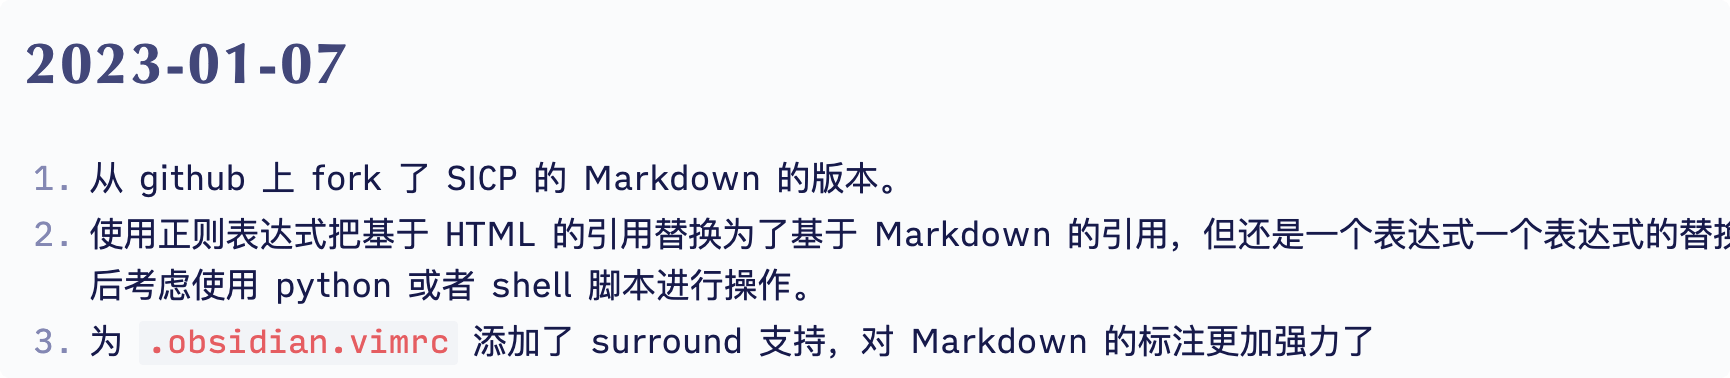 2023-01-07
1. 从 github 上 fork 了 SICP 的 Markdown 的版本。
2. 使用正则表达式把基于 HTML 的引用替换为了基于 Markdown 的引用，但还是一个表达式一个表达式的替
后考虑使用 python 或者 shell 脚本进行操作。
3. 为 .obsidian.vimrc 添加了 surround 支持，对 Markdown 的标注更加强力了